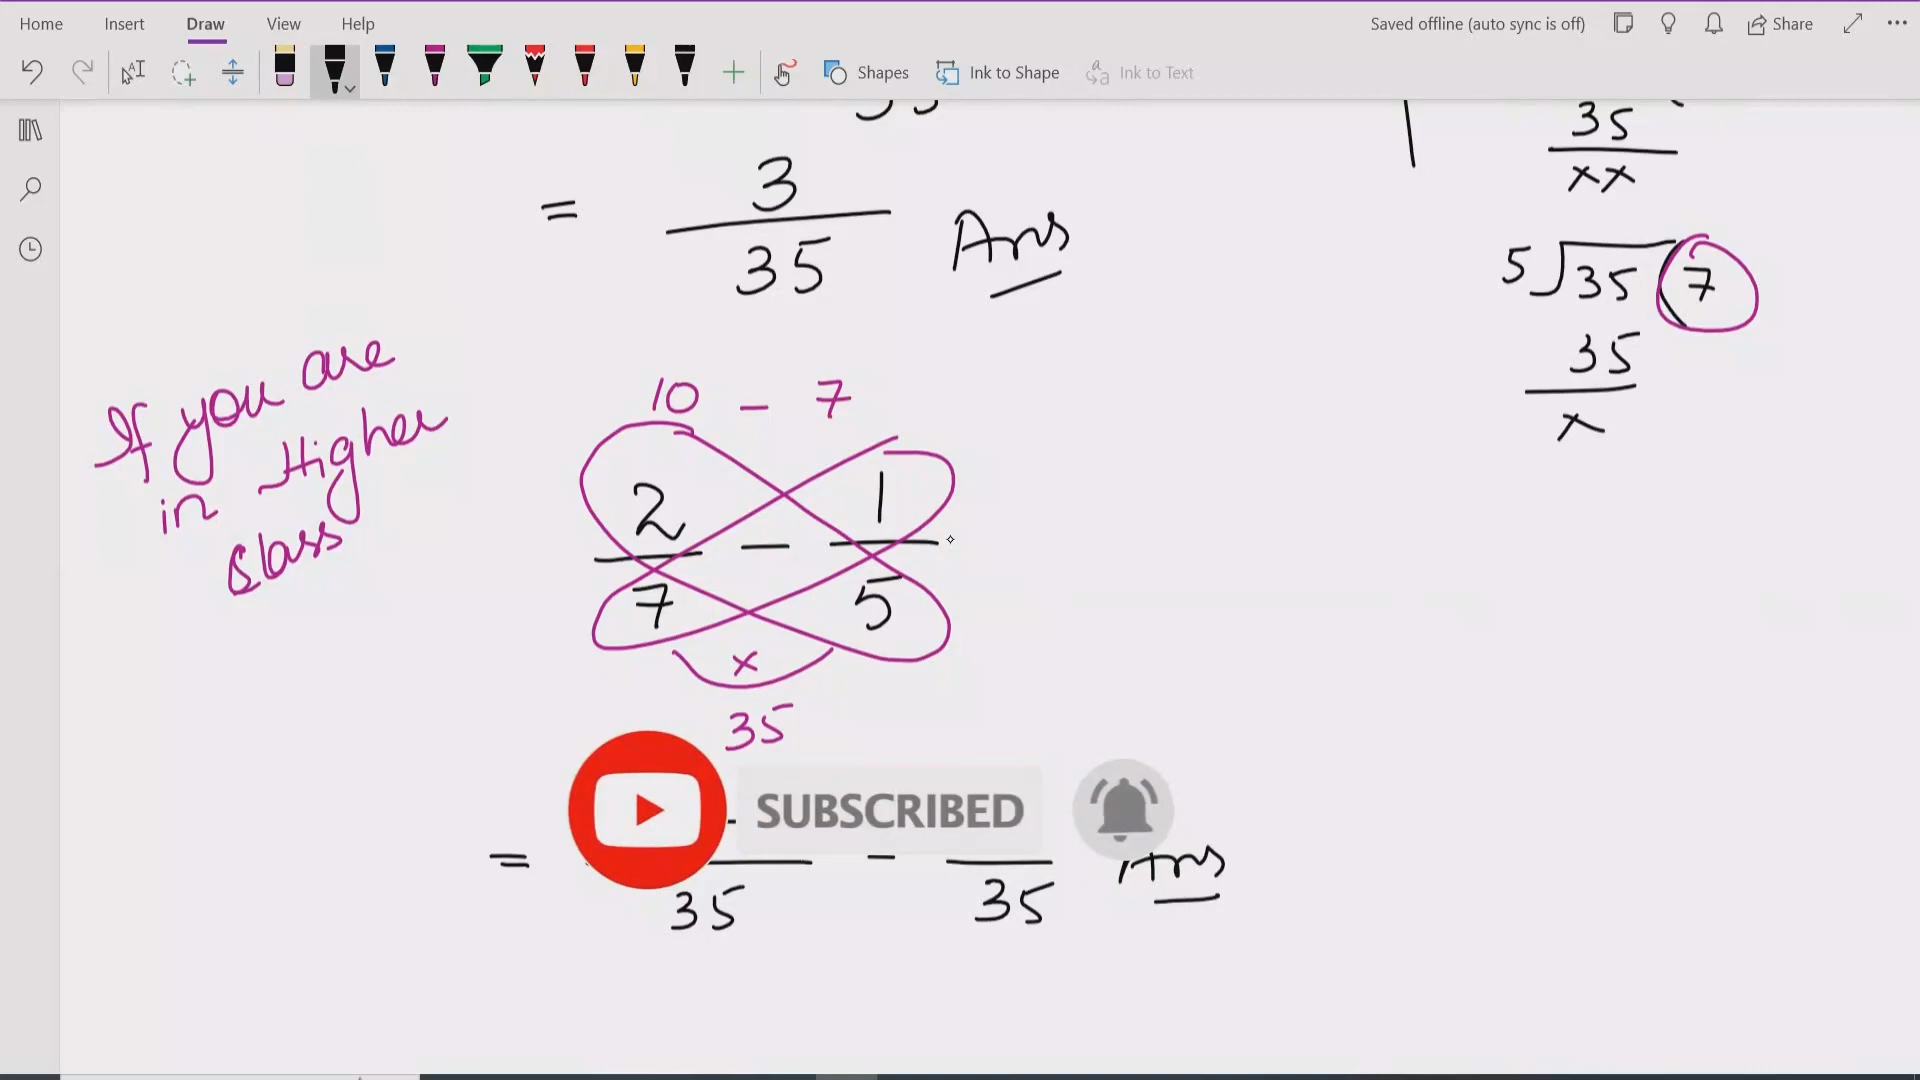 Home Insert Draw View Help
Saved offline (auto sync is off) Share
Shapes Ink to Shape Ink to Text
= 3/35 Ans
35
xx
5 35 7
35
x
If you are
in Higher
Class
10 - 7
2/7 - 1/5
x
35
SUBSCRIBED
= 35 - 35 Ans